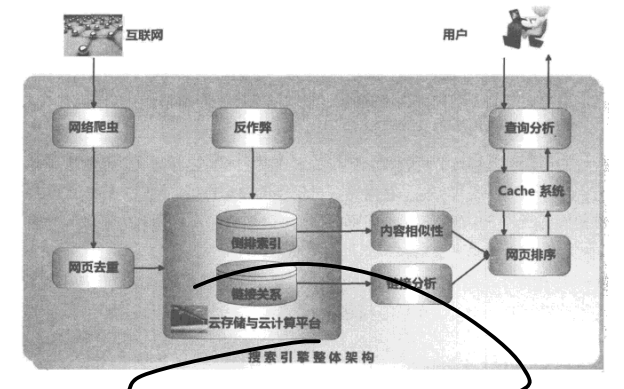 互联网
用户
网络爬虫
反作弊
查询分析
Cache 系统
倒排索引
内容相似性
网页去重
网页排序
链接关系
链接分析
云存储与云计算平台
搜索引擎整体架构